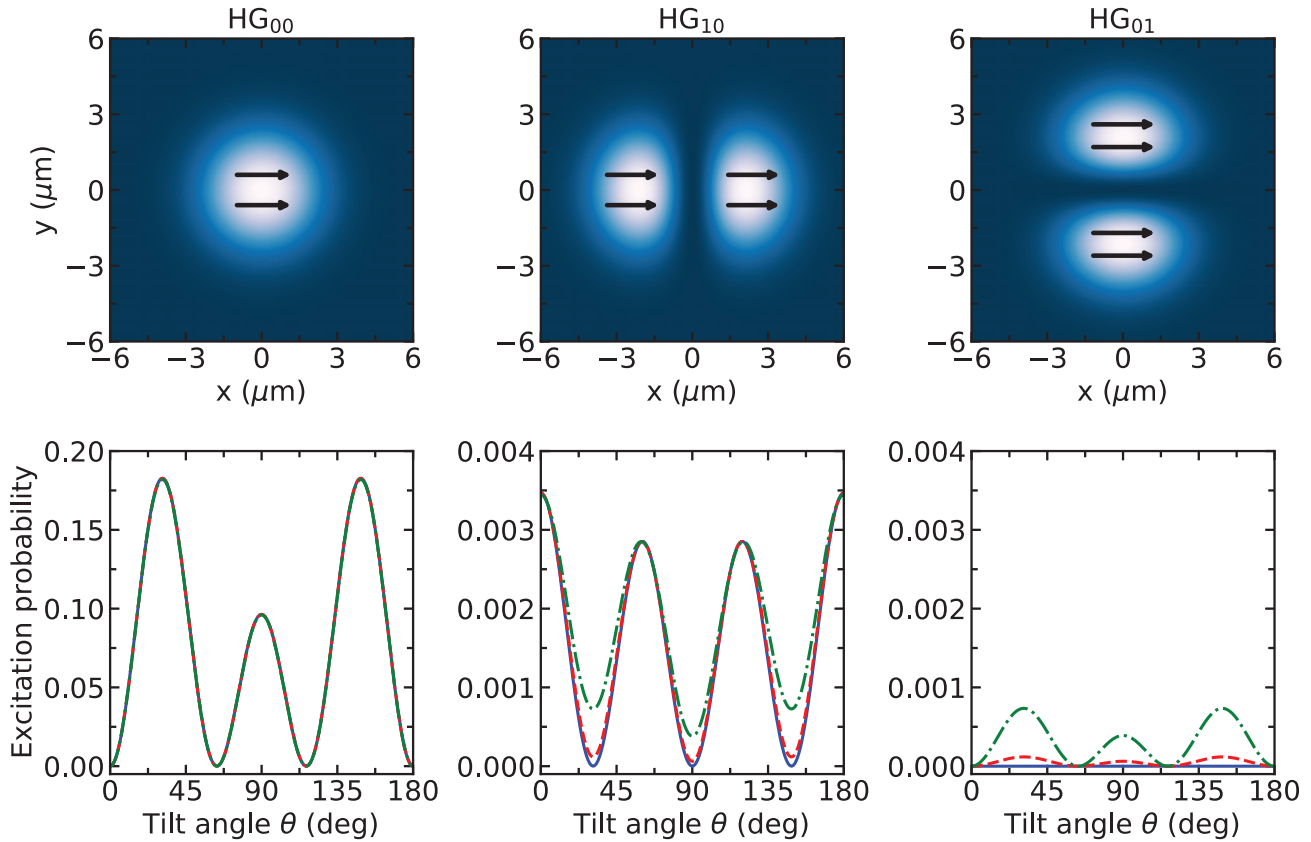 HG₀₀ HG₁₀ HG₀₁
6 6 6
3 3 3
y (μm) 0 0 0
−3 −3 −3
−6 −6 −6
−6 −3 0 3 6 −6 −3 0 3 6 −6 −3 0 3 6
x (μm) x (μm) x (μm)
0.20 0.004 0.004
0.15 0.003 0.003
Excitation probability
0.10 0.002 0.002
0.05 0.001 0.001
0.00 0.000 0.000
0 45 90 135 180 0 45 90 135 180 0 45 90 135 180
Tilt angle θ (deg) Tilt angle θ (deg) Tilt angle θ (deg)